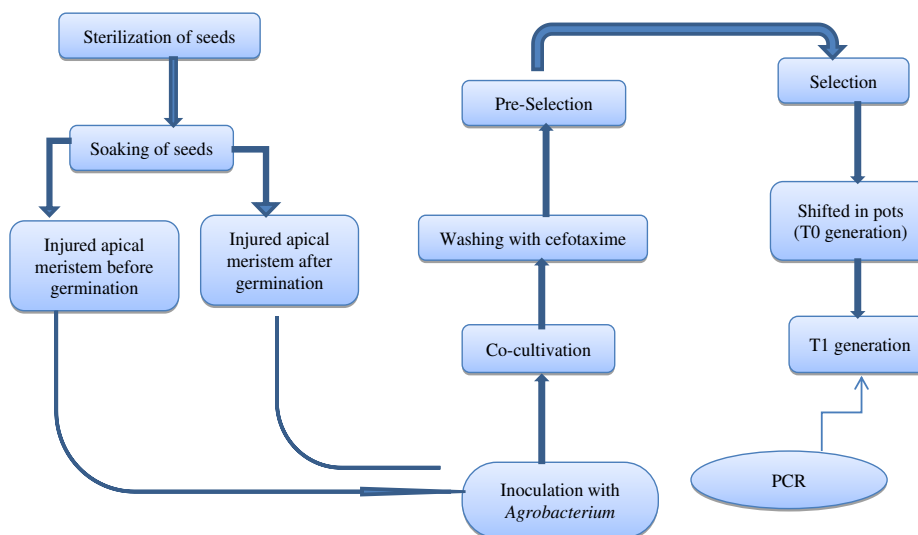 Sterilization of seeds
Soaking of seeds
Injured apical
meristem before
germination
Injured apical
meristem after
germination
Inoculation with
Agrobacterium
Co-cultivation
Washing with cefotaxime
Pre-Selection
Selection
Shifted in pots
(T0 generation)
T1 generation
PCR